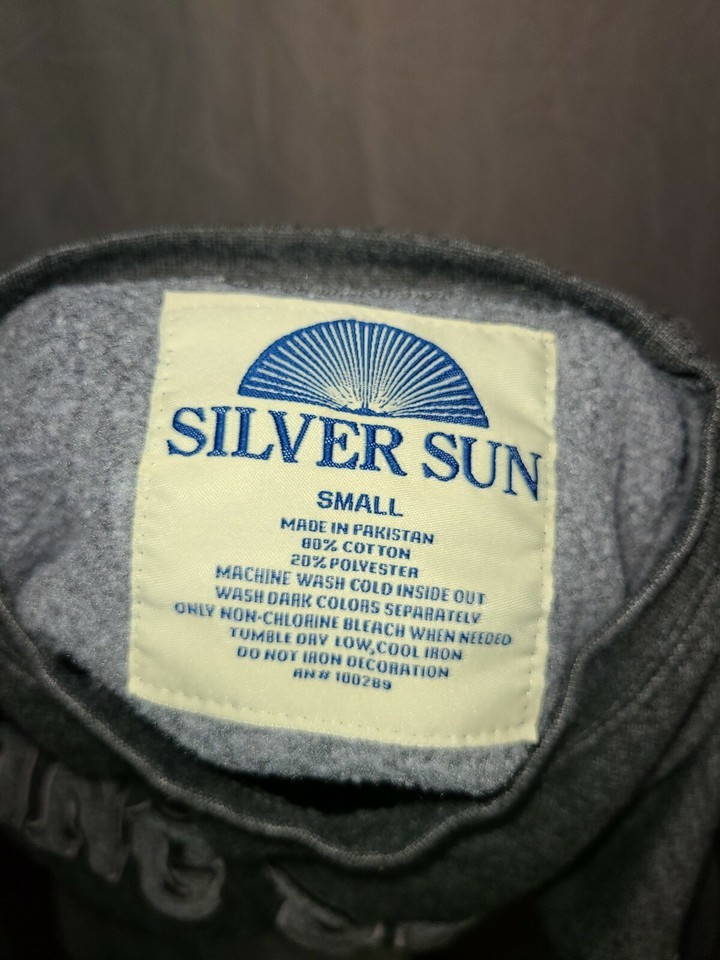 SILVER SUN
SMALL
MADE IN PAKISTAN
80% COTTON
20% POLYESTER
MACHINE WASH COLD INSIDE OUT
WASH DARK COLORS SEPARATELY
ONLY NON-CHLORINE BLEACH WHEN NEEDED
TUMBLE DRY LOW, COOL IRON
DO NOT IRON DECORATION
RN# 100289